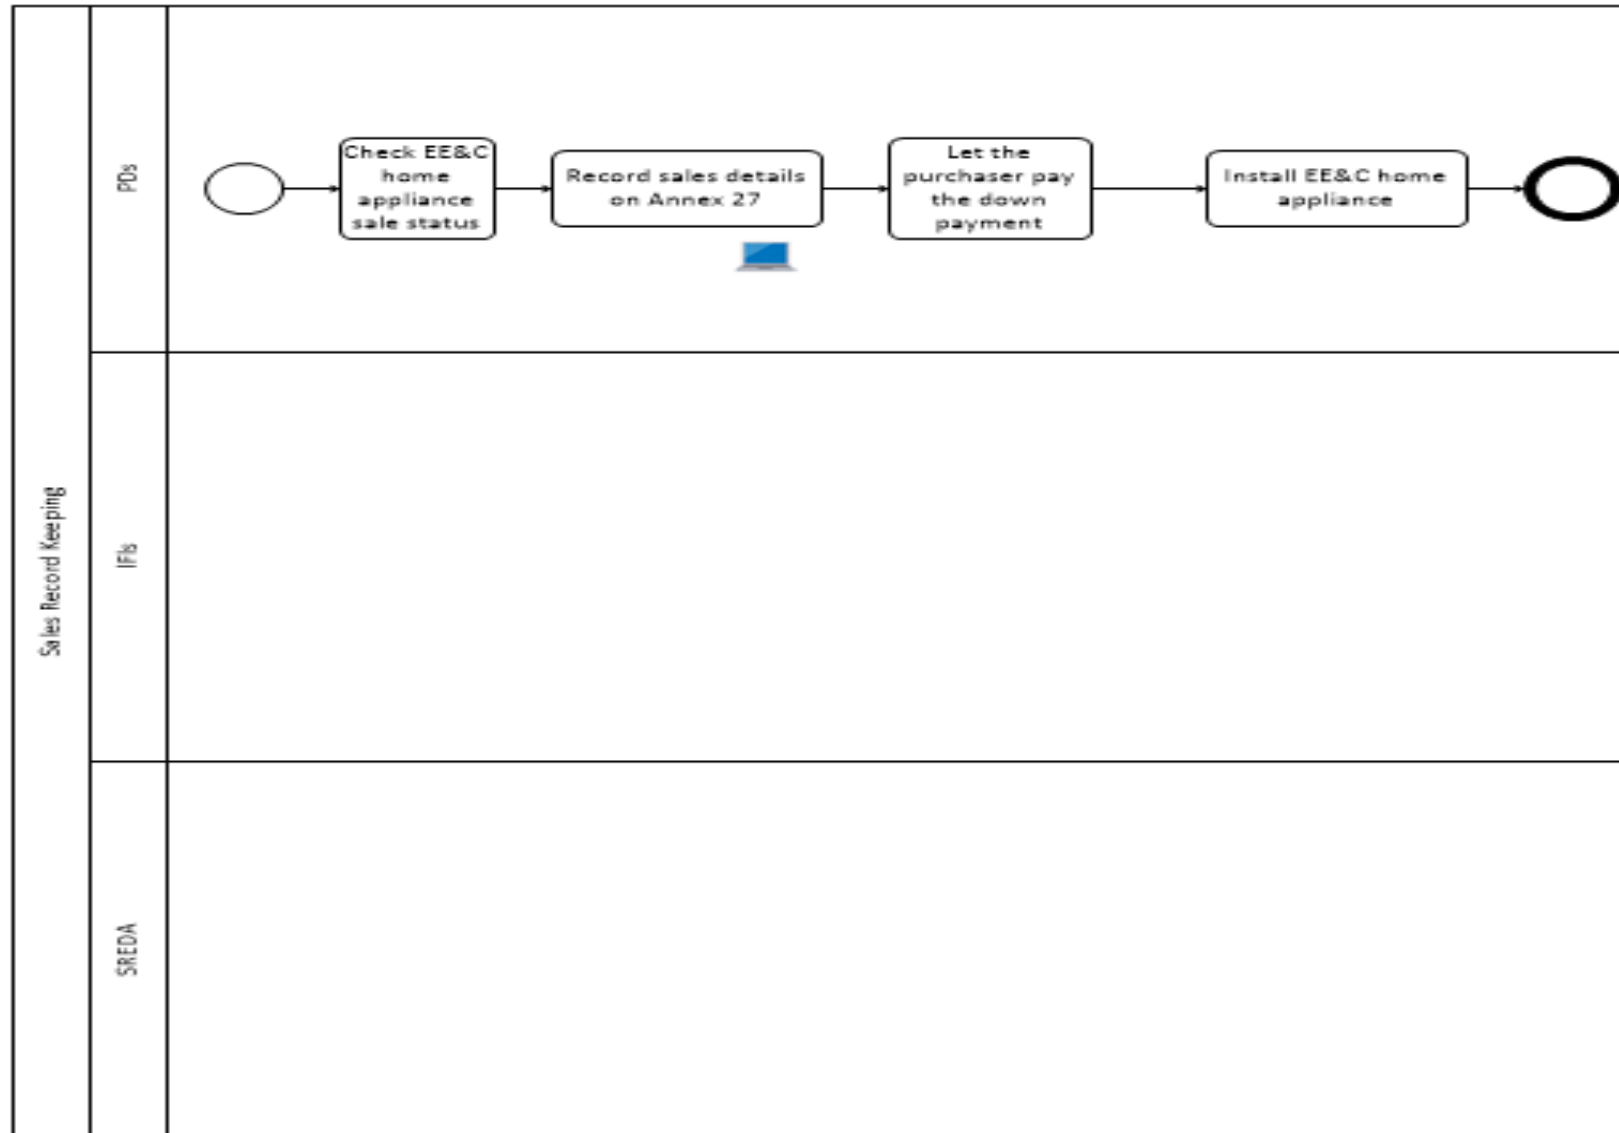 Sales Record Keeping
PDs
Check EE&C
home
appliance
sale status
Record sales details
on Annex 27
Let the
purchaser pay
the down
payment
Install EE&C home
appliance
IFIs
SREDA